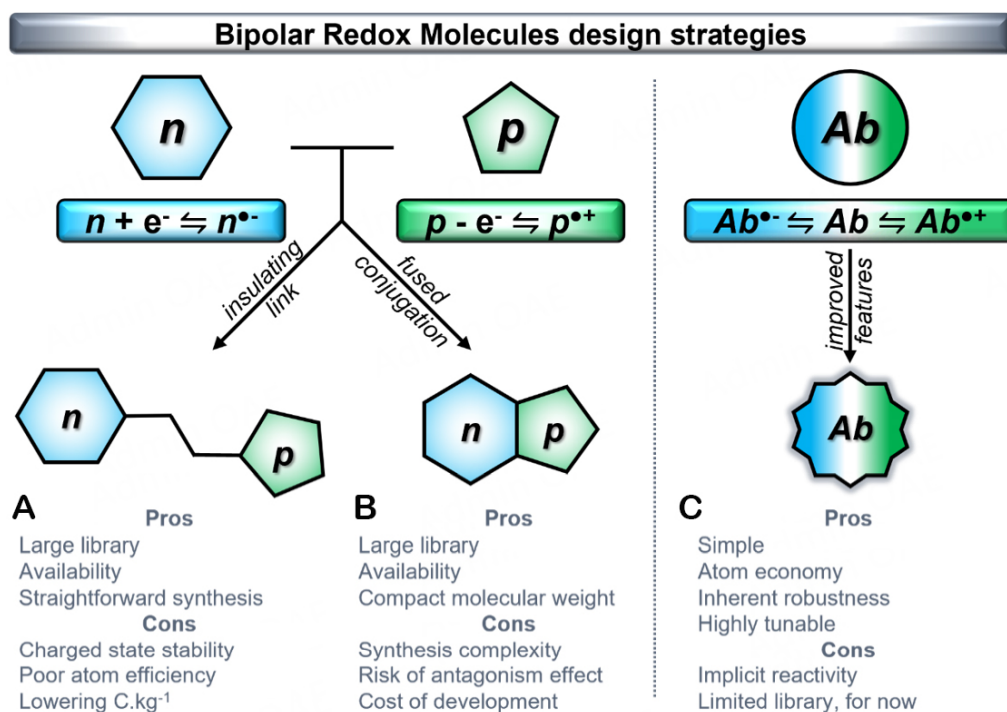 Bipolar Redox Molecules design strategies
n
p
Ab
n + e⁻ ⇋ n•⁻
p - e⁻ ⇋ p•⁺
Ab•⁻ ⇋ Ab ⇋ Ab•⁺
insulating
link
fused
conjugation
improved
features
n
p
n
p
Ab
A
Pros
Large library
Availability
Straightforward synthesis
Cons
Charged state stability
Poor atom efficiency
Lowering C.kg⁻¹
B
Pros
Large library
Availability
Compact molecular weight
Cons
Synthesis complexity
Risk of antagonism effect
Cost of development
C
Pros
Simple
Atom economy
Inherent robustness
Highly tunable
Cons
Implicit reactivity
Limited library, for now